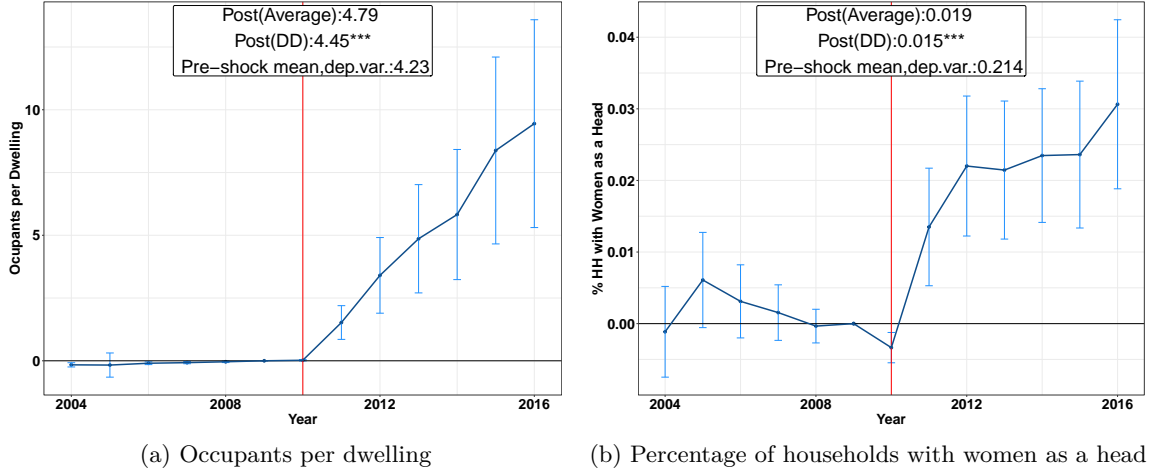 Post(Average):4.79
Post(DD):4.45***
Pre−shock mean,dep.var.:4.23
10
5
0
Ocupants per Dwelling
2004
2008
2012
2016
Year
(a) Occupants per dwelling
Post(Average):0.019
Post(DD):0.015***
Pre−shock mean,dep.var.:0.214
0.04
0.03
0.02
0.01
0.00
% HH with Women as a Head
2004
2008
2012
2016
Year
(b) Percentage of households with women as a head